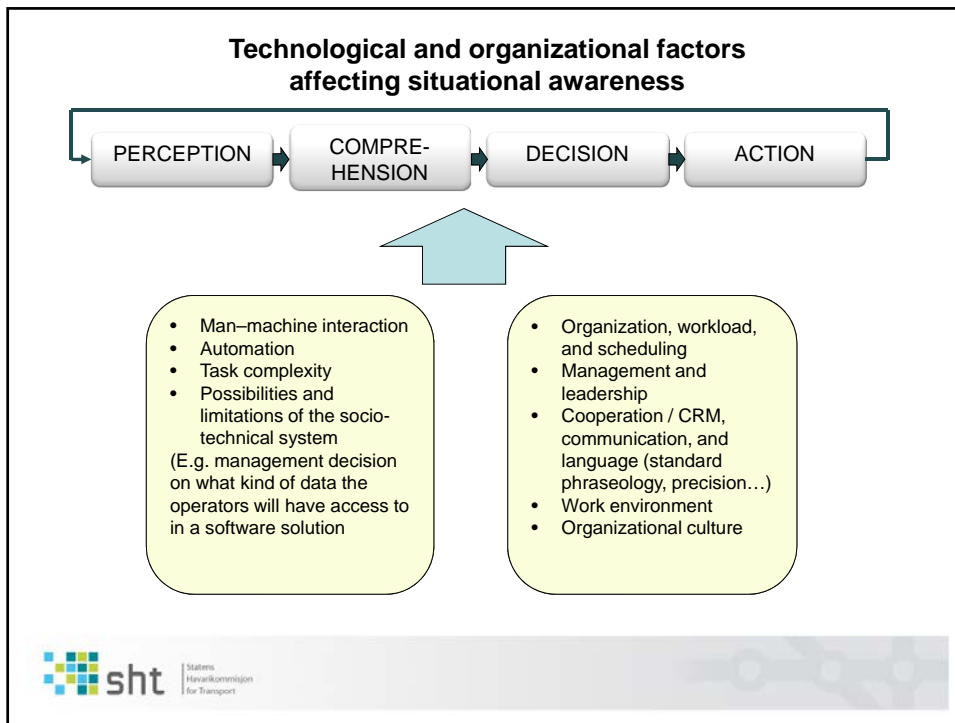 Technological and organizational factors
affecting situational awareness
PERCEPTION
COMPRE-
HENSION
DECISION
ACTION
• Man–machine interaction
• Automation
• Task complexity
• Possibilities and
limitations of the socio-
technical system
(E.g. management decision
on what kind of data the
operators will have access to
in a software solution
• Organization, workload,
and scheduling
• Management and
leadership
• Cooperation / CRM,
communication, and
language (standard
phraseology, precision…)
• Work environment
• Organizational culture
sht
Statens
Havarikommisjon
for Transport